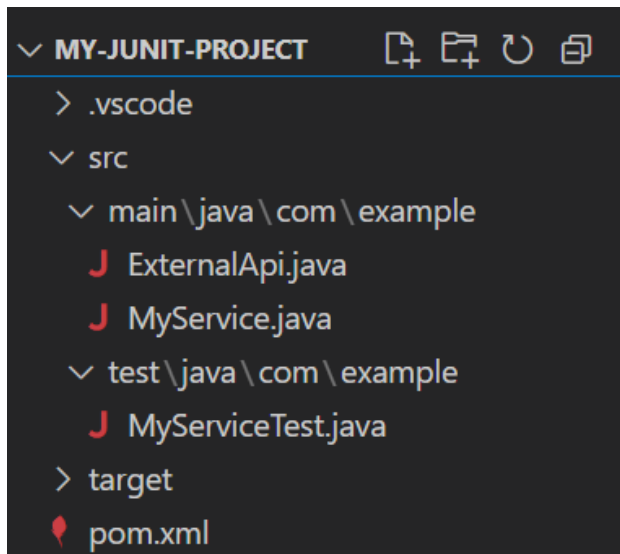 MY-JUNIT-PROJECT
.vscode
src
main\java\com\example
ExternalApi.java
MyService.java
test\java\com\example
MyServiceTest.java
target
pom.xml